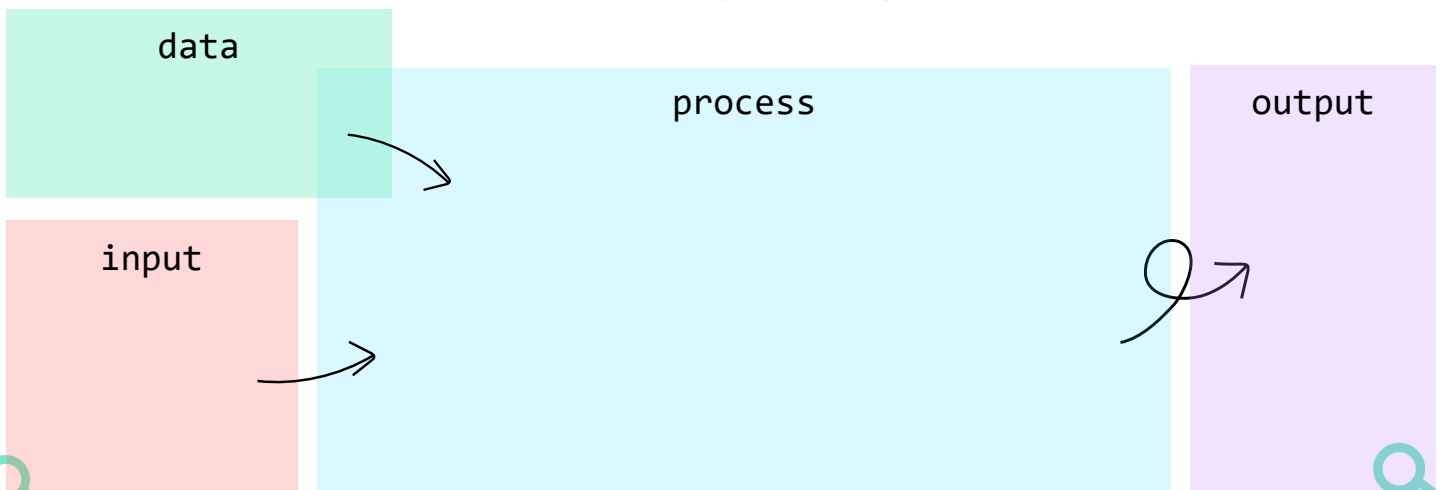 data
process
output
input